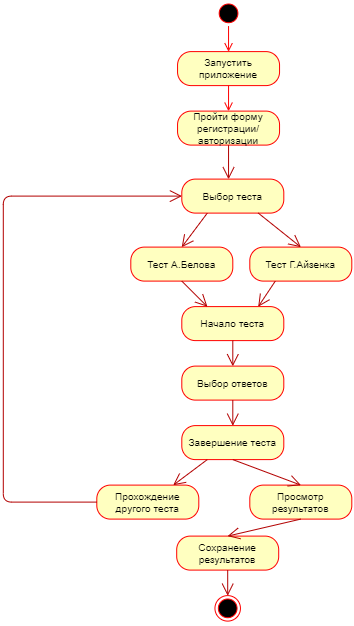 Запустить
приложение
Пройти форму
регистрации/
авторизации
Выбор теста
Тест А.Белова
Тест Г.Айзенка
Начало теста
Выбор ответов
Завершение теста
Прохождение
другого теста
Просмотр
результатов
Сохранение
результатов